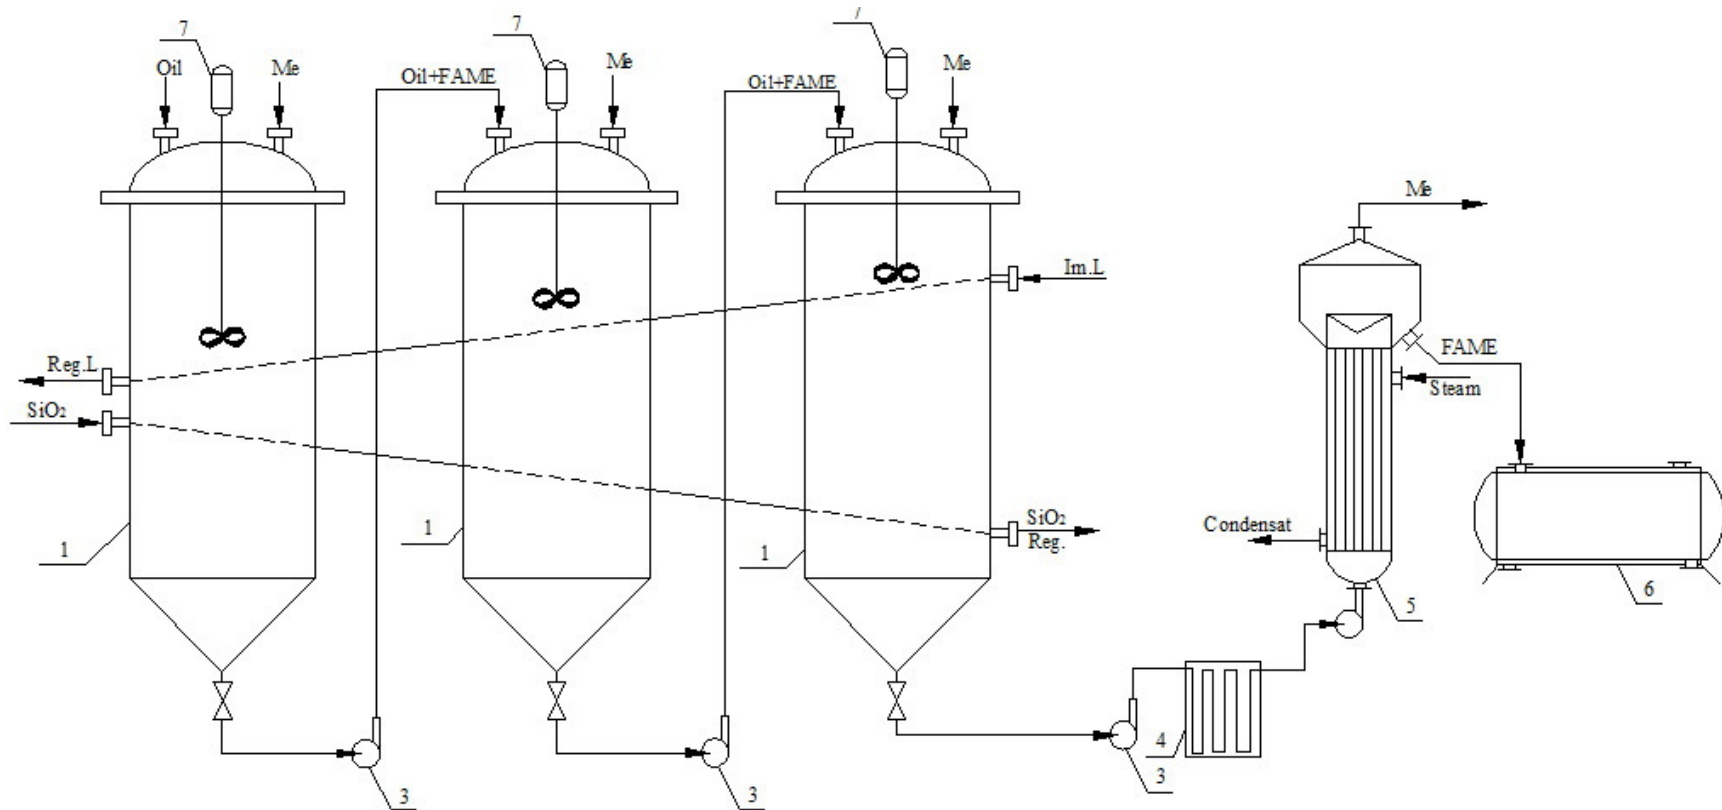 7
7
7
Oil
Me
Oil+FAME
Me
Oil+FAME
Me
Me
Im.L
Reg.L
SiO₂
FAME
Steam
SiO₂
Reg.
Condensat
1
1
1
4
5
6
3
3
3